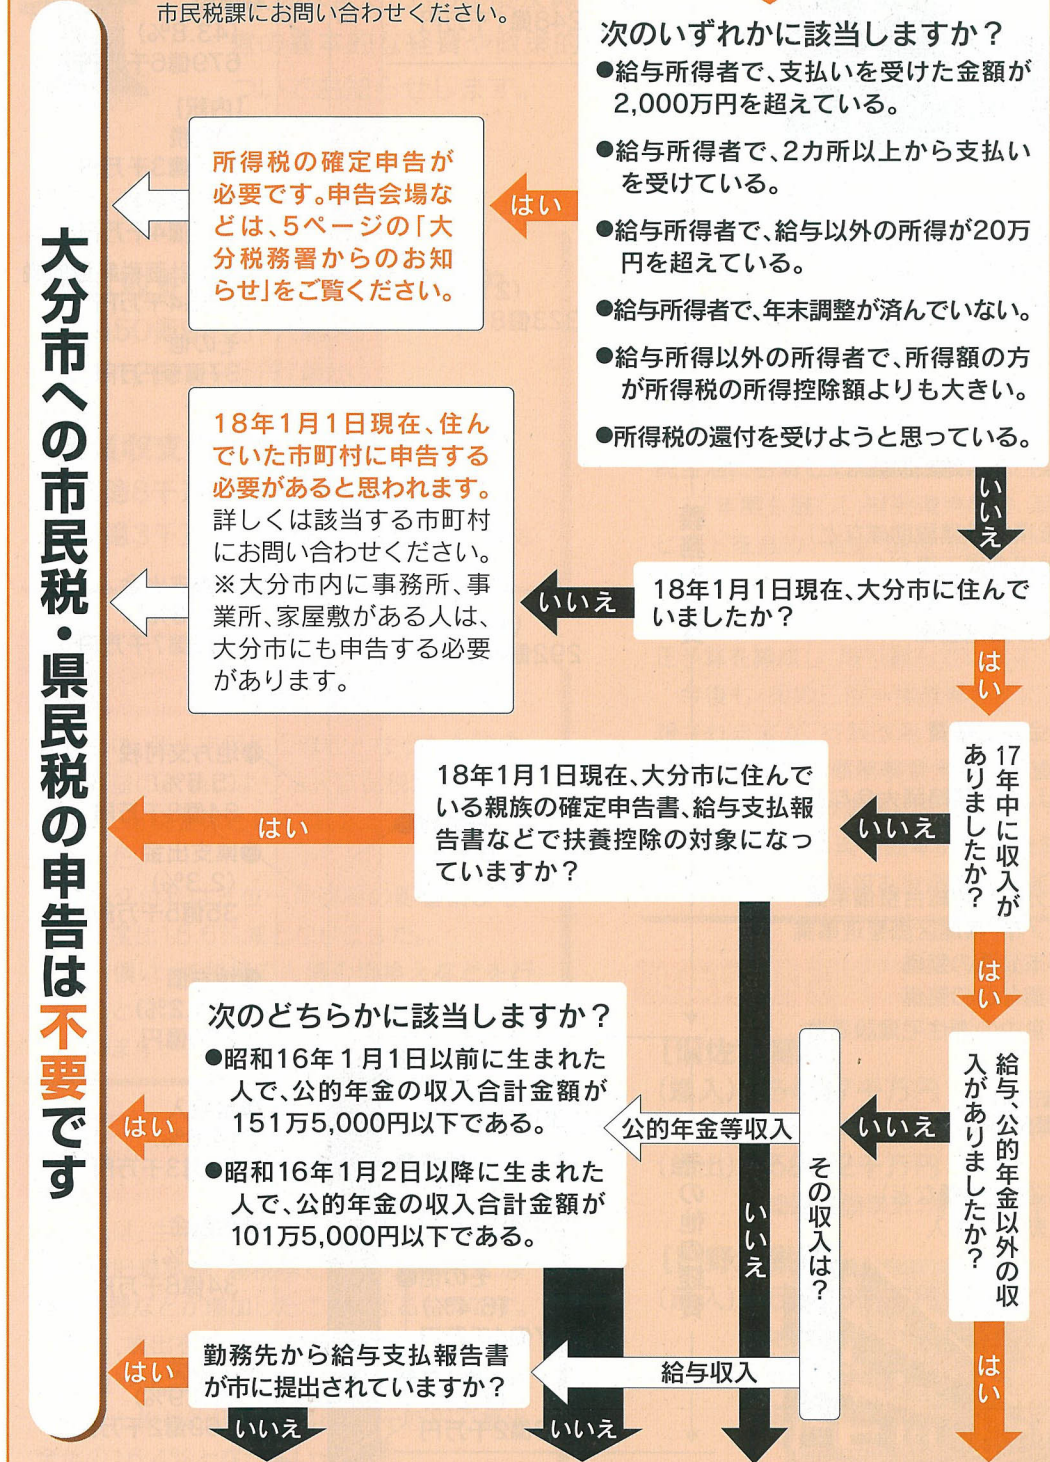 市民税課にお問い合わせください。
次のいずれかに該当しますか？
●給与所得者で、支払いを受けた金額が
2,000万円を超えている。
●給与所得者で、2カ所以上から支払い
を受けている。
●給与所得者で、給与以外の所得が20万
円を超えている。
●給与所得者で、年末調整が済んでいない。
●給与所得以外の所得者で、所得額の方
が所得税の所得控除額よりも大きい。
●所得税の還付を受けようと思っている。
はい
所得税の確定申告が
必要です。申告会場な
どは、5ページの「大
分税務署からのお知
らせ」をご覧ください。
いいえ
18年1月1日現在、大分市に住んで
いましたか？
いいえ
18年1月1日現在、住ん
でいた市町村に申告する
必要があると思われます。
詳しくは該当する市町村
にお問い合わせください。
※大分市内に事務所、事
業所、家屋敷がある人は、
大分市にも申告する必要
があります。
はい
17年中に収入が
ありましたか？
いいえ
18年1月1日現在、大分市に住んで
いる親族の確定申告書、給与支払報
告書などで扶養控除の対象になっ
ていますか？
はい
いいえ
はい
給与、公的年金以外の収
入がありましたか？
いいえ
その収入は？
公的年金等収入
次のどちらかに該当しますか？
●昭和16年1月1日以前に生まれた
人で、公的年金の収入合計金額が
151万5,000円以下である。
●昭和16年1月2日以降に生まれた
人で、公的年金の収入合計金額が
101万5,000円以下である。
はい
いいえ
給与収入
勤務先から給与支払報告書
が市に提出されていますか？
はい
いいえ
はい
大分市への市民税・県民税の申告は不要です